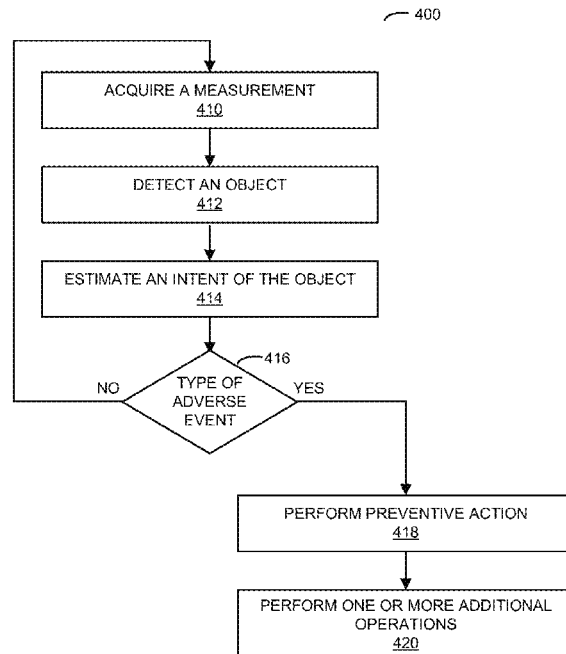 400
ACQUIRE A MEASUREMENT
410
DETECT AN OBJECT
412
ESTIMATE AN INTENT OF THE OBJECT
414
416
NO
TYPE OF
ADVERSE
EVENT
YES
PERFORM PREVENTIVE ACTION
418
PERFORM ONE OR MORE ADDITIONAL
OPERATIONS
420